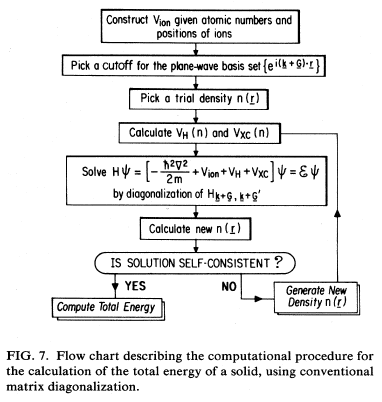 Construct V_ion given atomic numbers and
positions of ions
Pick a cutoff for the plane-wave basis set {e^{i(k+G)·r}}
Pick a trial density n(r)
Calculate V_H(n) and V_XC(n)
Solve Hψ = [-ħ²∇²/2m + V_ion + V_H + V_XC] ψ = Ɛψ
by diagonalization of H_{k+G, k+G'}
Calculate new n(r)
IS SOLUTION SELF-CONSISTENT ?
YES
NO
Compute Total Energy
Generate New
Density n(r)
FIG. 7. Flow chart describing the computational procedure for
the calculation of the total energy of a solid, using conventional
matrix diagonalization.